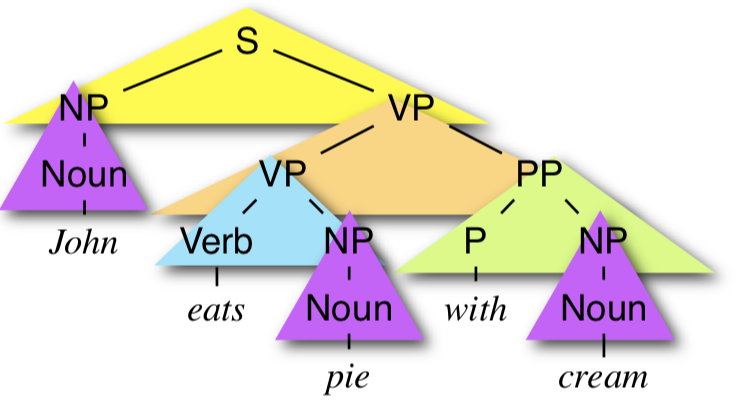 S
NP VP
Noun VP PP
John Verb NP P NP
eats Noun with Noun
pie cream